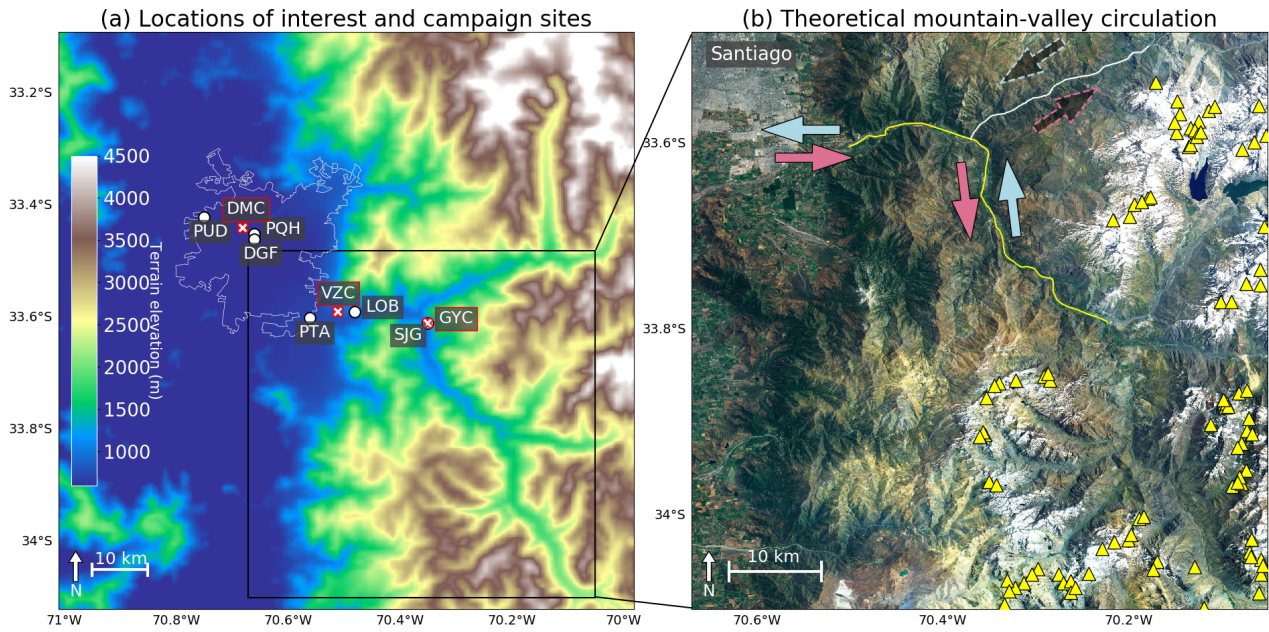 (a) Locations of interest and campaign sites
33.2°S
33.4°S
33.6°S
33.8°S
34°S
4500
4000
3500
3000
2500
2000
1500
1000
Terrain elevation (m)
DMC
PUD
PQH
DGF
VZC
LOB
PTA
SJG
GYC
10 km
N
71°W
70.8°W
70.6°W
70.4°W
70.2°W
70°W
(b) Theoretical mountain-valley circulation
Santiago
33.6°S
33.8°S
34°S
10 km
N
70.4°W
70.2°W